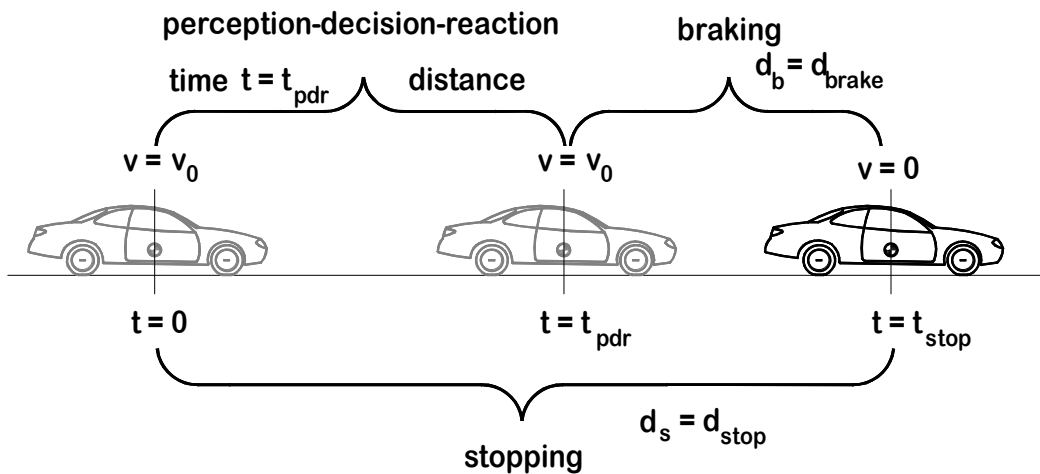 perception-decision-reaction
time t = t_pdr distance
braking
d_b = d_brake
v = v_0
v = v_0
v = 0
t = 0
t = t_pdr
t = t_stop
d_s = d_stop
stopping